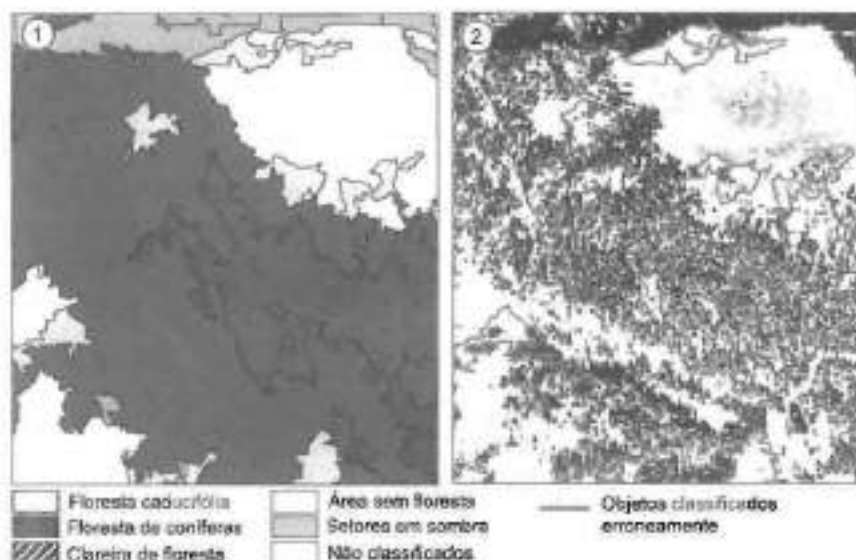 1
2
Floresta caducifólia
Floresta de coníferas
Clareira de floresta
Área sem floresta
Setores em sombra
Não classificados
Objetos classificados
erroneamente